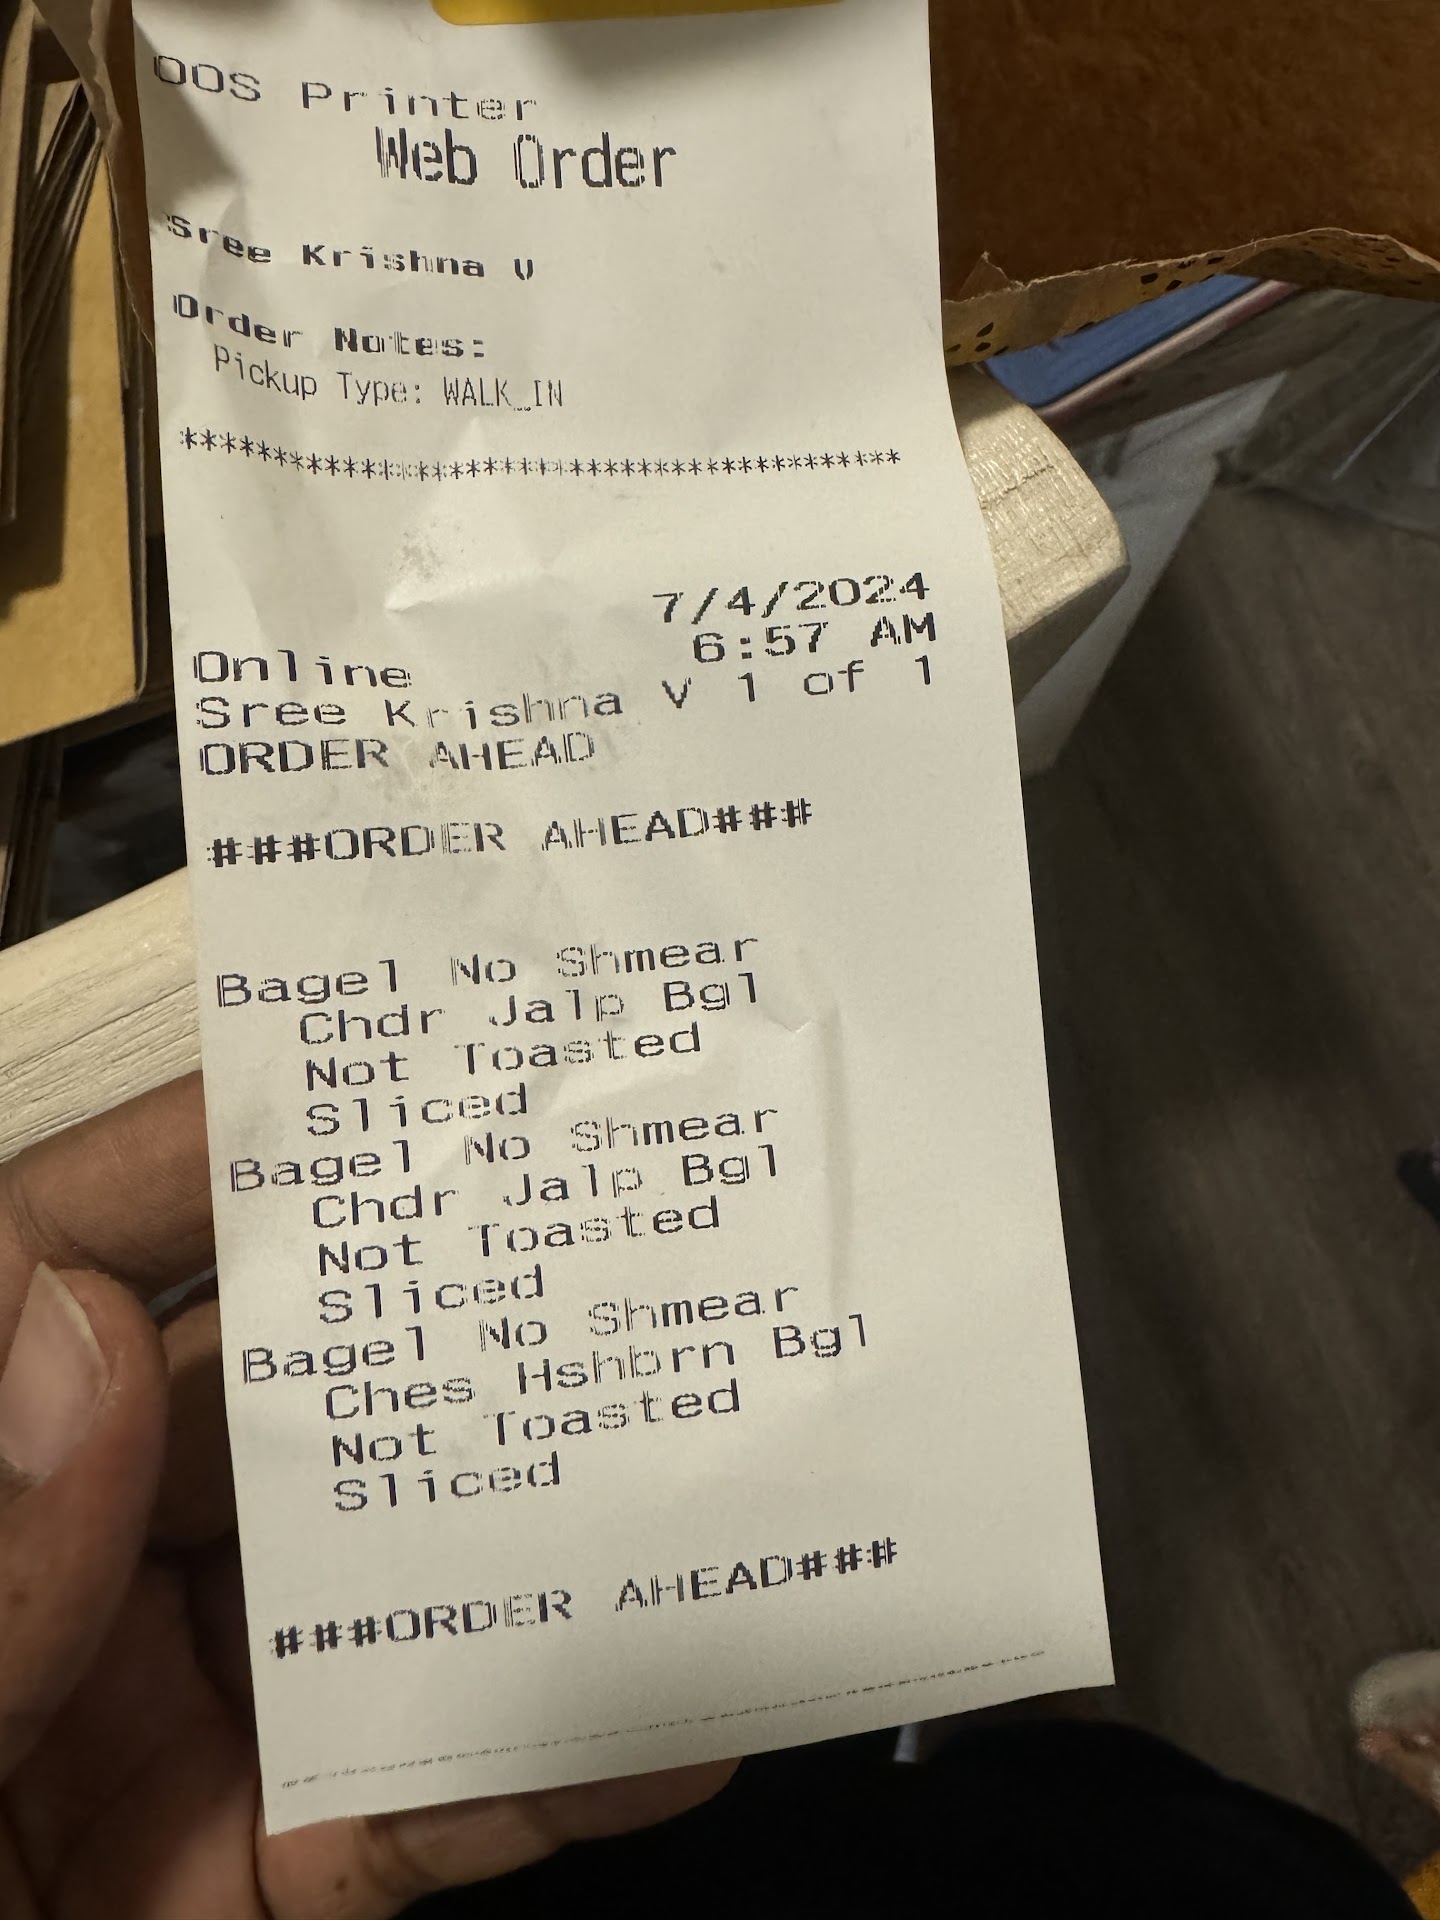 OOS Printer
Web Order
Sree Krishna V
Order Notes:
Pickup Type: WALK_IN
******************************************
7/4/2024
Online 6:57 AM
Sree Krishna V 1 of 1
ORDER AHEAD
###ORDER AHEAD###
Bagel No Shmear
Chdr Jalp Bgl
Not Toasted
Sliced
Bagel No Shmear
Chdr Jalp Bgl
Not Toasted
Sliced
Bagel No Shmear
Ches Hshbrn Bgl
Not Toasted
Sliced
###ORDER AHEAD###